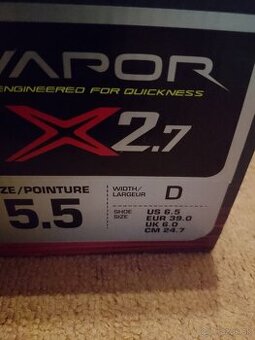 VAPOR
ENGINEERED FOR QUICKNESS
X2.7
ZE/POINTURE
5.5
WIDTH/
LARGEUR
D
SHOE
SIZE
US 6.5
EUR 39.0
UK 6.0
CM 24.7